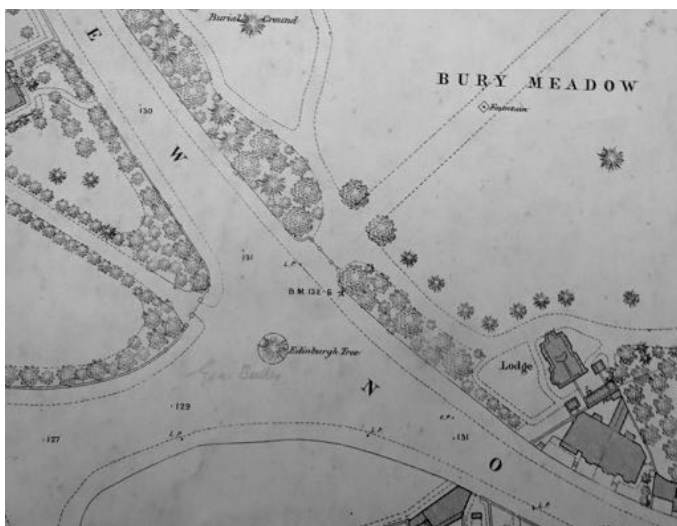 Burial Ground
E
BURY MEADOW
Fountain
130
W
131
L.P.
B.M. 132·6
Edinburgh Tree
Lodge
N
129
L.P.
L.P.
L.P.
131
127
O
L.P.